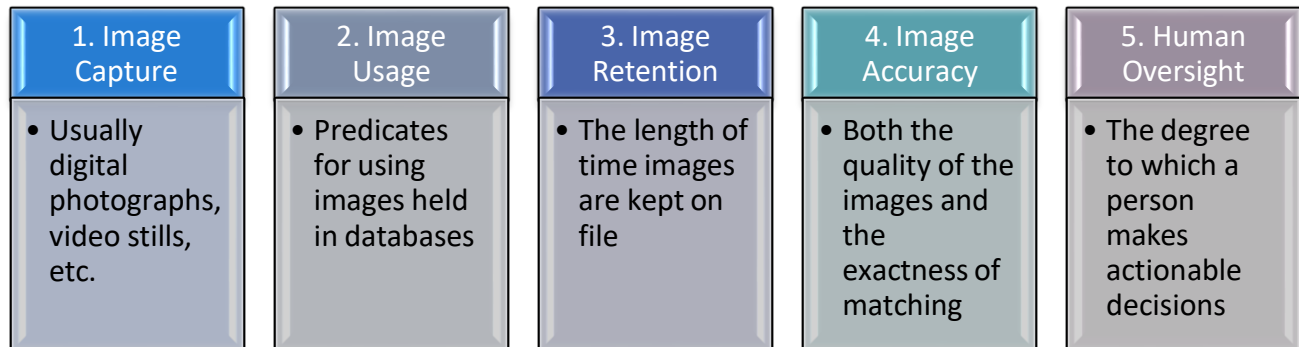 1. Image
Capture
• Usually
digital
photographs,
video stills,
etc.
2. Image
Usage
• Predicates
for using
images held
in databases
3. Image
Retention
• The length of
time images
are kept on
file
4. Image
Accuracy
• Both the
quality of the
images and
the
exactness of
matching
5. Human
Oversight
• The degree
to which a
person
makes
actionable
decisions